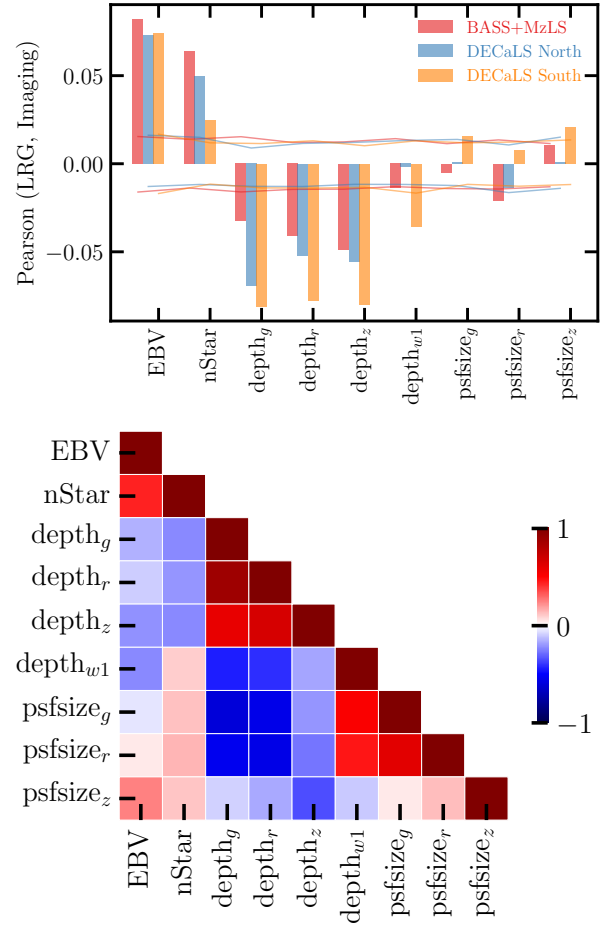 BASS+MzLS
DECaLS North
DECaLS South
Pearson (LRG, Imaging)
0.05
0.00
−0.05
EBV
nStar
depth_g
depth_r
depth_z
depth_w1
psfsize_g
psfsize_r
psfsize_z
EBV
nStar
depth_g
depth_r
depth_z
depth_w1
psfsize_g
psfsize_r
psfsize_z
1
0
−1
EBV
nStar
depth_g
depth_r
depth_z
depth_w1
psfsize_g
psfsize_r
psfsize_z